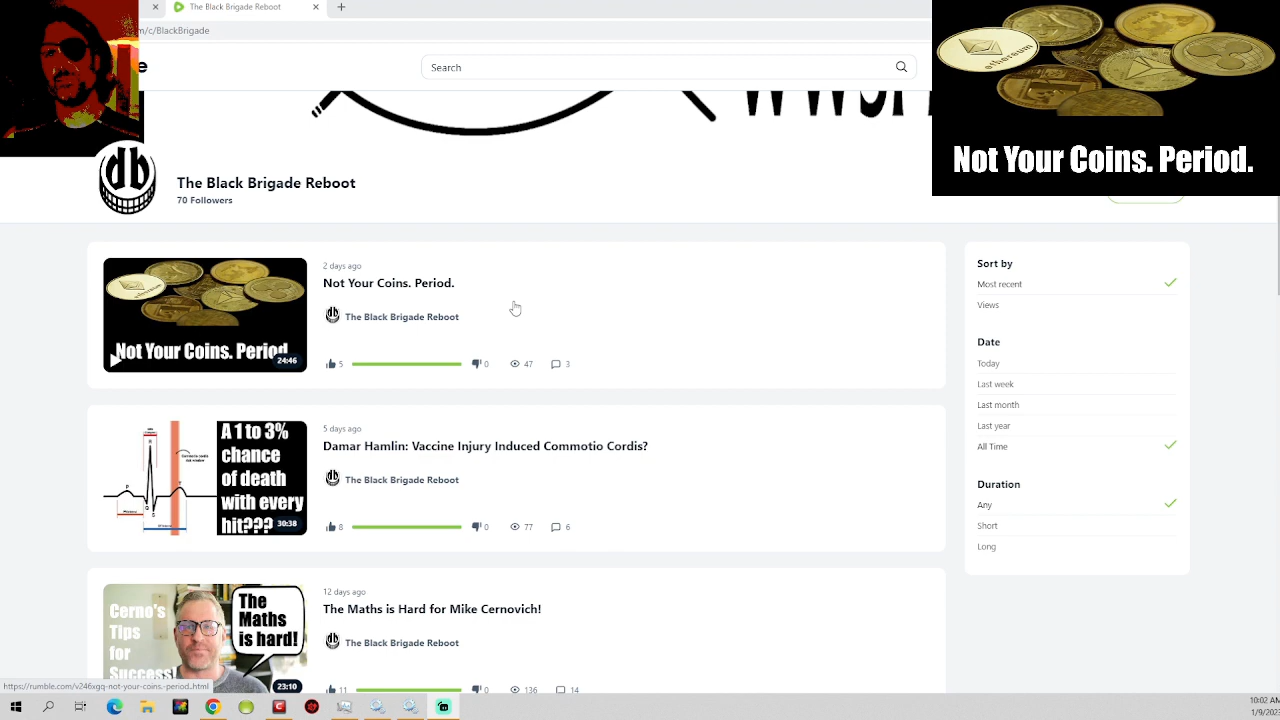 The Black Brigade Reboot
m/c/BlackBrigade
e
Search
Not Your Coins. Period.
db
The Black Brigade Reboot
70 Followers
2 days ago
Not Your Coins. Period.
The Black Brigade Reboot
5
0
47
3
ethereum
Not Your Coins. Period.
24:46
5 days ago
Damar Hamlin: Vaccine Injury Induced Commotio Cordis?
The Black Brigade Reboot
8
0
77
6
A 1 to 3%
chance
of death
with every
hit???
30:38
12 days ago
The Maths is Hard for Mike Cernovich!
The Black Brigade Reboot
11
0
136
14
Cerno's
Tips
for
Success!
The
Maths
is hard!
23:10
Sort by
Most recent
Views
Date
Today
Last week
Last month
Last year
All Time
Duration
Any
Short
Long
https://rumble.com/v246xgq-not-your-coins.-period..html
10:02 AM
1/9/2023